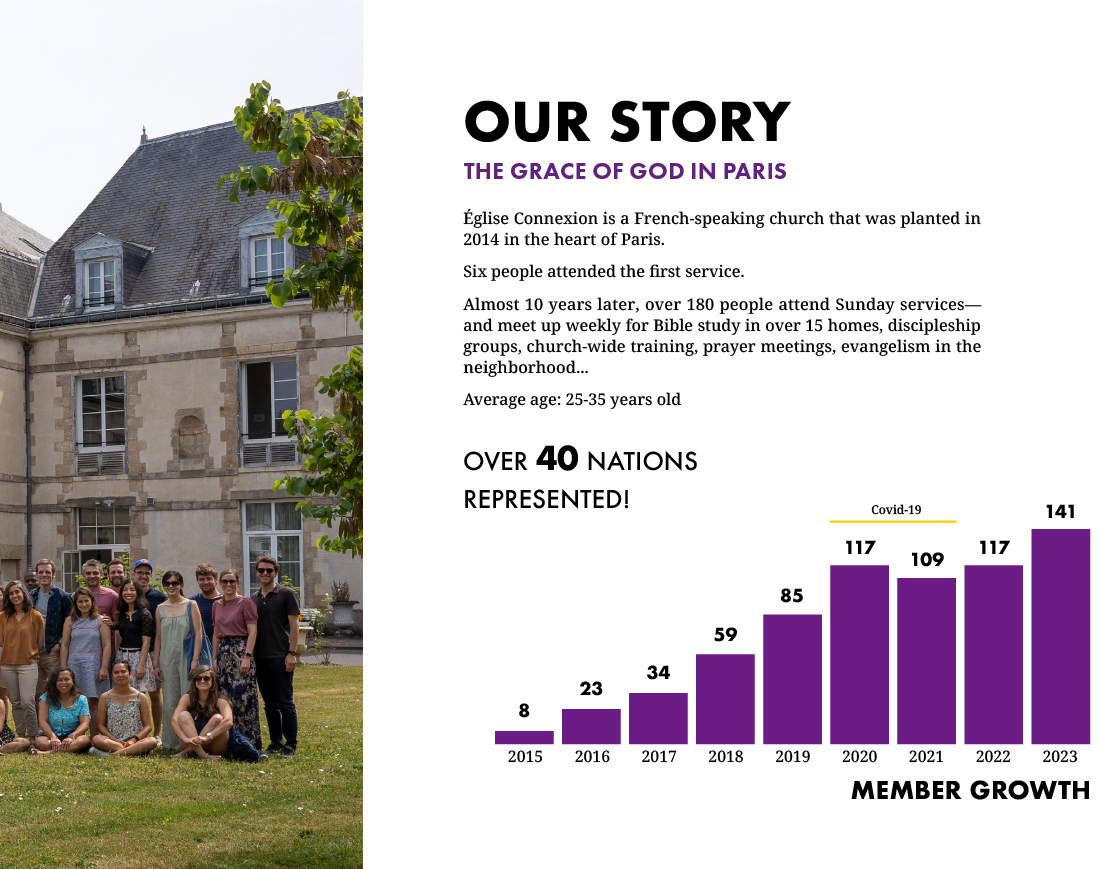 OUR STORY
THE GRACE OF GOD IN PARIS
Église Connexion is a French-speaking church that was planted in
2014 in the heart of Paris.
Six people attended the first service.
Almost 10 years later, over 180 people attend Sunday services—
and meet up weekly for Bible study in over 15 homes, discipleship
groups, church-wide training, prayer meetings, evangelism in the
neighborhood...
Average age: 25-35 years old
OVER 40 NATIONS
REPRESENTED!
Covid-19
8 23 34 59 85 117 109 117 141
2015 2016 2017 2018 2019 2020 2021 2022 2023
MEMBER GROWTH